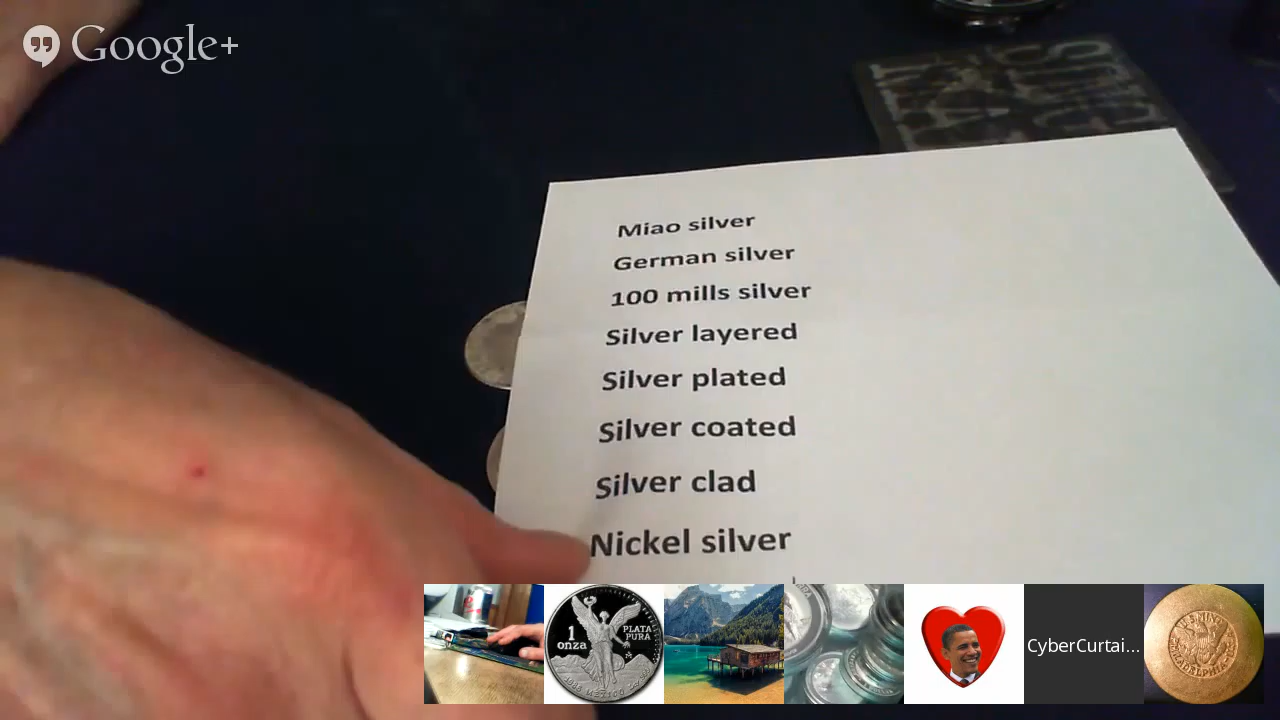 Google+
Miao silver
German silver
100 mills silver
Silver layered
Silver plated
Silver coated
Silver clad
Nickel silver
1
onza
PLATA
PURA
CyberCurtai...